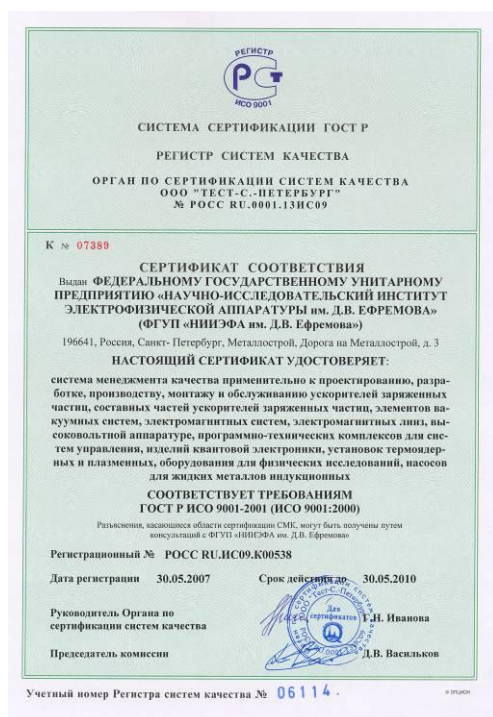 РЕГИСТР
РСТ
ИСО 9001
СИСТЕМА СЕРТИФИКАЦИИ ГОСТ Р
РЕГИСТР СИСТЕМ КАЧЕСТВА
ОРГАН ПО СЕРТИФИКАЦИИ СИСТЕМ КАЧЕСТВА
ООО "ТЕСТ-С.-ПЕТЕРБУРГ"
№ РОСС RU.0001.13ИС09
К № 07389
СЕРТИФИКАТ СООТВЕТСТВИЯ
Выдан ФЕДЕРАЛЬНОМУ ГОСУДАРСТВЕННОМУ УНИТАРНОМУ
ПРЕДПРИЯТИЮ «НАУЧНО-ИССЛЕДОВАТЕЛЬСКИЙ ИНСТИТУТ
ЭЛЕКТРОФИЗИЧЕСКОЙ АППАРАТУРЫ им. Д.В. ЕФРЕМОВА»
(ФГУП «НИИЭФА им. Д.В. Ефремова»)
196641, Россия, Санкт- Петербург, Металлострой, Дорога на Металлострой, д. 3
НАСТОЯЩИЙ СЕРТИФИКАТ УДОСТОВЕРЯЕТ:
система менеджмента качества применительно к проектированию, разра-
ботке, производству, монтажу и обслуживанию ускорителей заряженных
частиц, составных частей ускорителей заряженных частиц, элементов ва-
куумных систем, электромагнитных систем, электромагнитных линз, вы-
соковольтной аппаратуре, программно-технических комплексов для сис-
тем управления, изделий квантовой электроники, установок термоядер-
ных и плазменных, оборудования для физических исследований, насосов
для жидких металлов индукционных
СООТВЕТСТВУЕТ ТРЕБОВАНИЯМ
ГОСТ Р ИСО 9001-2001 (ИСО 9001:2000)
Разъяснения, касающиеся области сертификации СМК, могут быть получены путем
консультаций с ФГУП «НИИЭФА им. Д.В. Ефремова»
Регистрационный № РОСС RU.ИС09.К00538
Дата регистрации 30.05.2007 Срок действия до 30.05.2010
Руководитель Органа по
сертификации систем качества Г.Н. Иванова
Для
сертификатов
Председатель комиссии Д.В. Васильков
Учетный номер Регистра систем качества № 06114.